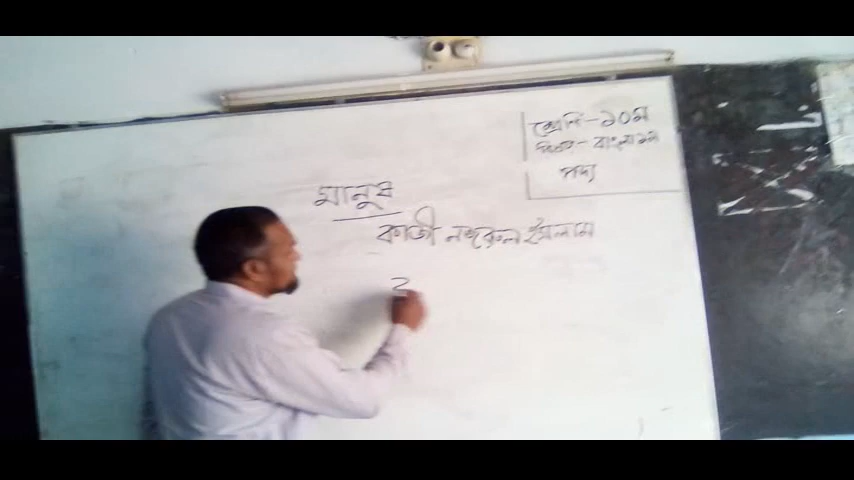 শ্রেণি-১০ম
বিষয়- বাংলা ১ম
পদ্য
মানুষ
কাজী নজরুল ইসলাম